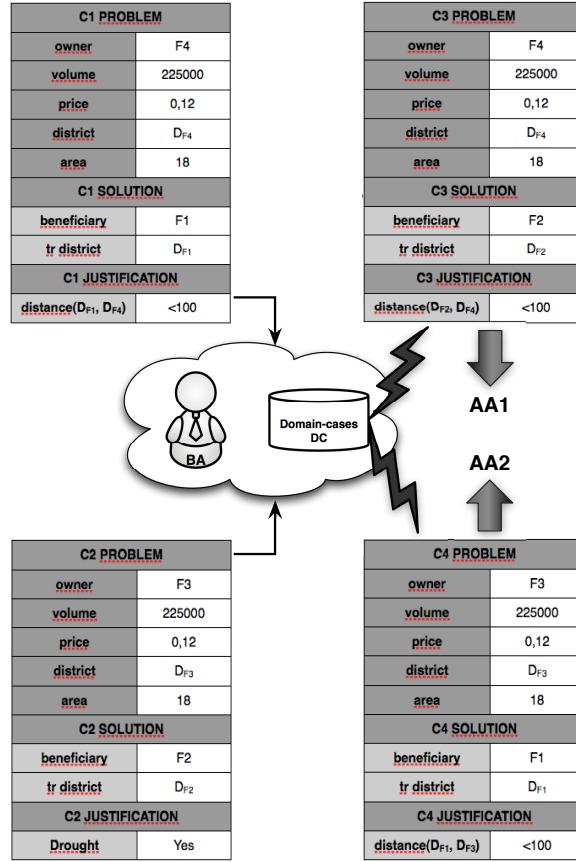 C1 PROBLEM
owner F4
volume 225000
price 0,12
district DF4
area 18
C1 SOLUTION
beneficiary F1
tr district DF1
C1 JUSTIFICATION
distance(DF1, DF4) <100
C3 PROBLEM
owner F4
volume 225000
price 0,12
district DF4
area 18
C3 SOLUTION
beneficiary F2
tr district DF2
C3 JUSTIFICATION
distance(DF2, DF4) <100
BA
Domain-cases
DC
AA1
AA2
C2 PROBLEM
owner F3
volume 225000
price 0,12
district DF3
area 18
C2 SOLUTION
beneficiary F2
tr district DF2
C2 JUSTIFICATION
Drought Yes
C4 PROBLEM
owner F3
volume 225000
price 0,12
district DF3
area 18
C4 SOLUTION
beneficiary F1
tr district DF1
C4 JUSTIFICATION
distance(DF1, DF3) <100